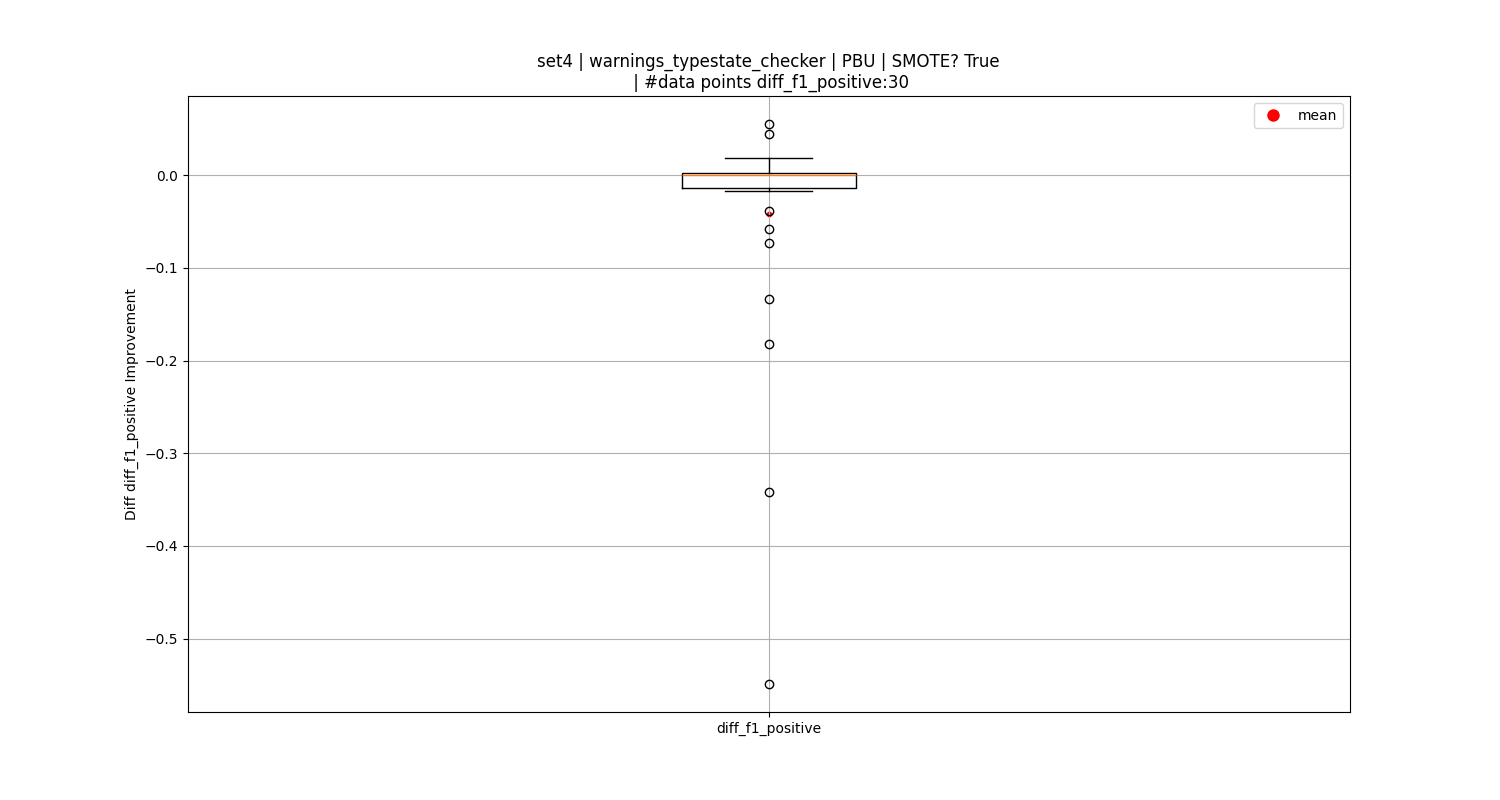 set4 | warnings_typestate_checker | PBU | SMOTE? True
| #data points diff_f1_positive:30
mean
0.0
−0.1
−0.2
−0.3
−0.4
−0.5
Diff diff_f1_positive Improvement
diff_f1_positive